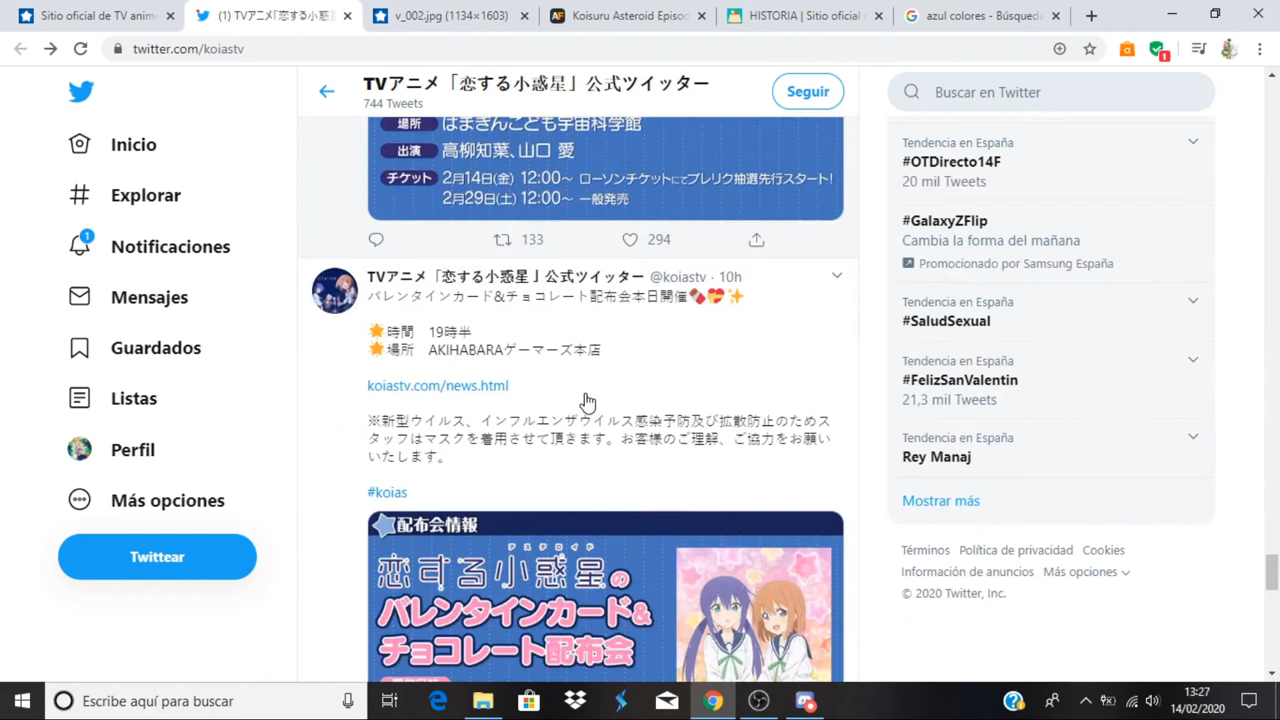 Sitio oficial de TV anim
(1) TVアニメ「恋する小惑
v_002.jpg (1134×1603)
Koisuru Asteroid Episo
HISTORIA | Sitio oficial
azul colores - Búsqued
twitter.com/koiastv
1
TVアニメ「恋する小惑星」公式ツイッター
744 Tweets
Seguir
Buscar en Twitter
Inicio
Explorar
1
Notificaciones
Mensajes
Guardados
Listas
Perfil
Más opciones
Twittear
場所 はまぎんこども宇宙科学館
出演 高柳知葉、山口 愛
チケット 2月14日(金) 12:00~ ローソンチケットにてプレリク抽選先行スタート!
2月29日(土) 12:00~ 一般発売
133
294
TVアニメ「恋する小惑星」公式ツイッター @koiastv · 10h
バレンタインカード&チョコレート配布会本日開催🍫💝✨
🌟時間 19時半
🌟場所 AKIHABARAゲーマーズ本店
koiastv.com/news.html
※新型ウイルス、インフルエンザウイルス感染予防及び拡散防止のためス
タッフはマスクを着用させて頂きます。お客様のご理解、ご協力をお願い
いたします。
#koias
配布会情報
アステロイド
恋する小惑星の
バレンタインカード&
チョコレート配布会
Tendencia en España
#OTDirecto14F
20 mil Tweets
#GalaxyZFlip
Cambia la forma del mañana
Promocionado por Samsung España
Tendencia en España
#SaludSexual
Tendencia en España
#FelizSanValentin
21,3 mil Tweets
Tendencia en España
Rey Manaj
Mostrar más
Términos Política de privacidad Cookies
Información de anuncios Más opciones
© 2020 Twitter, Inc.
Escribe aquí para buscar
13:27
14/02/2020